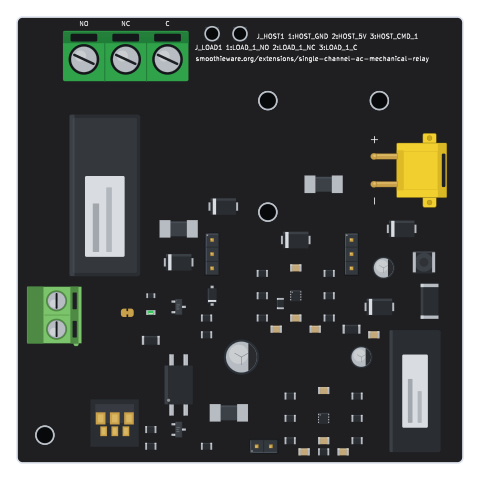 NO NC C
J_HOST1 1:HOST_GND 2:HOST_5V 3:HOST_CMD_1
J_LOAD1 1:LOAD_1_NO 2:LOAD_1_NC 3:LOAD_1_C
smoothieware.org/extensions/single-channel-ac-mechanical-relay
+
-